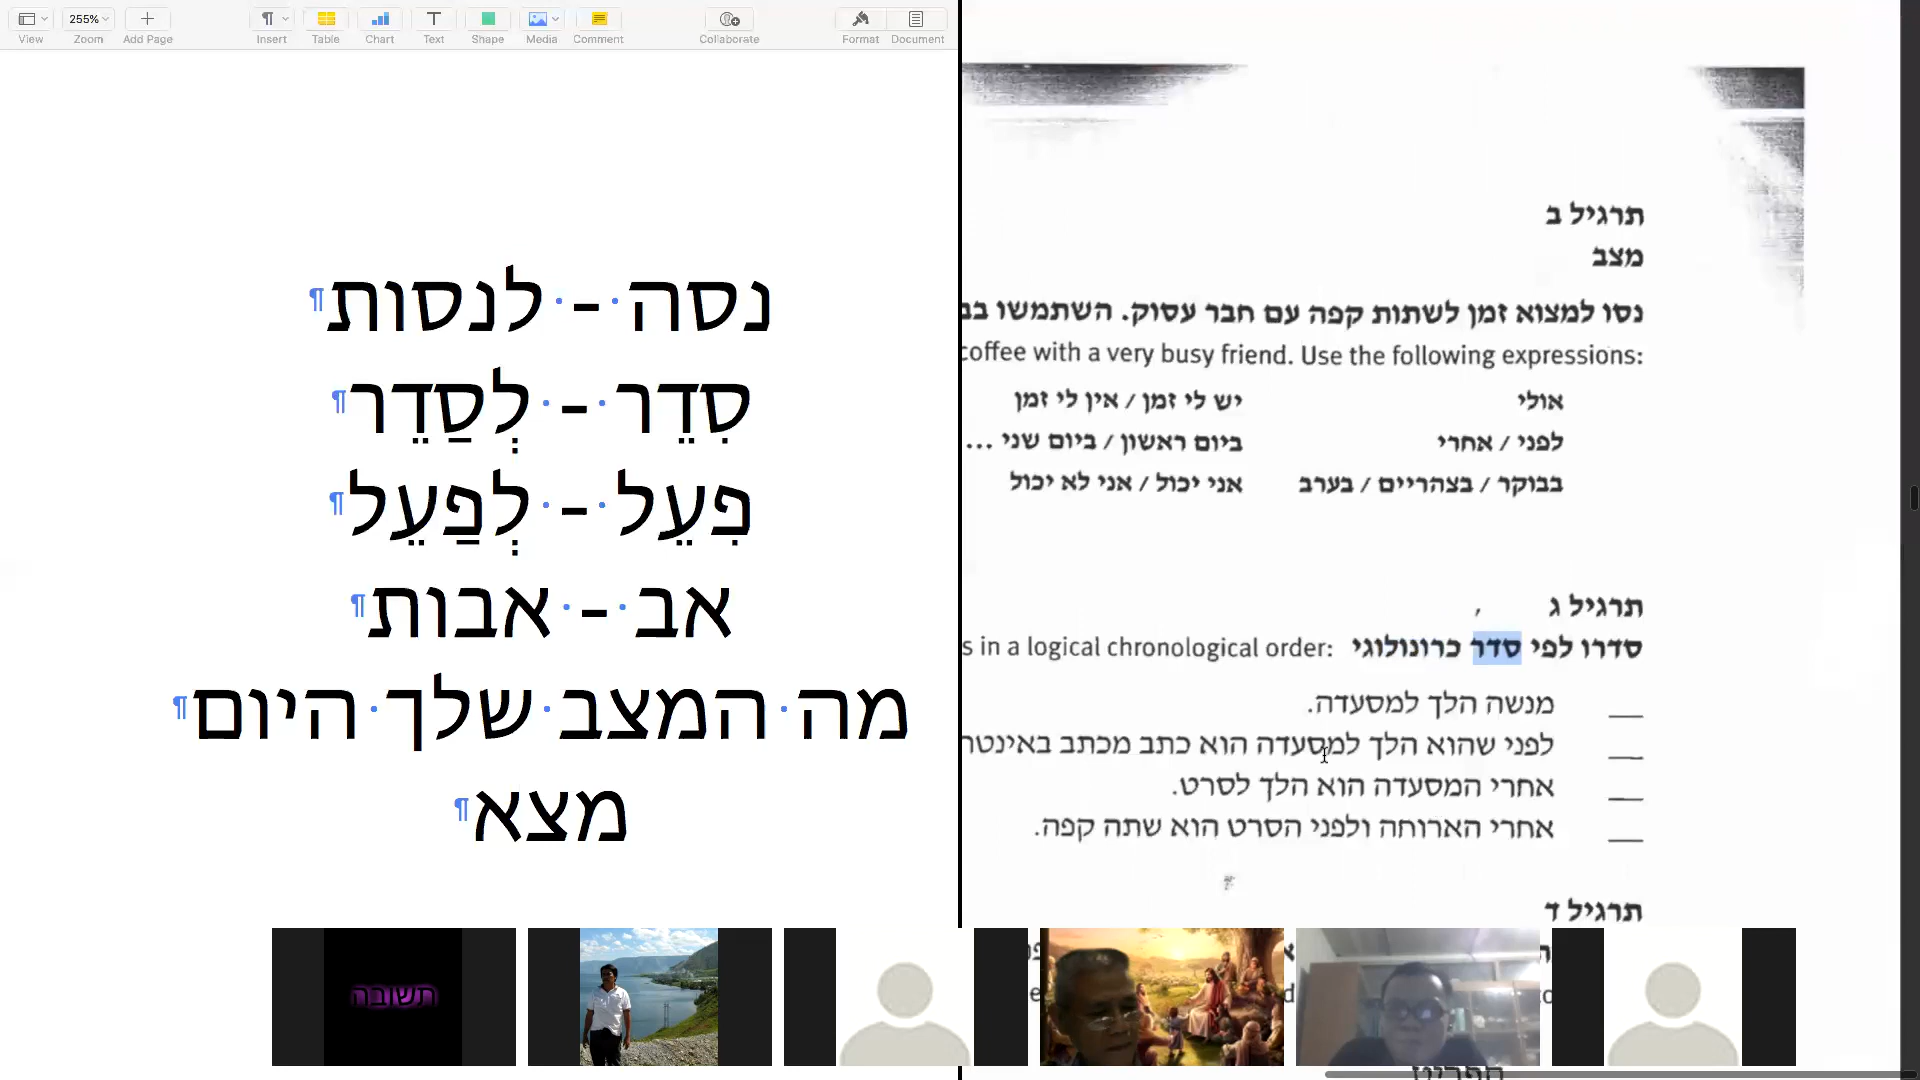 View
255%
Zoom
Add Page
Insert
Table
Chart
Text
Shape
Media
Comment
Collaborate
Format
Document
נסה - לנסות
סִדֵר - לְסַדֵר
פִעֵל - לְפַעֵל
אב - אבות
מה המצב שלך היום
מצא
תרגיל ב
מצב
נסו למצוא זמן לשתות קפה עם חבר עסוק. השתמשו
coffee with a very busy friend. Use the following expressions:
אולי
יש לי זמן / אין לי זמן
לפני / אחרי
ביום ראשון / ביום שני ...
בבוקר / בצהריים / בערב
אני יכול / אני לא יכול
תרגיל ג
סדרו לפי סדר כרונולוגי s in a logical chronological order:
מנשה הלך למסעדה.
לפני שהוא הלך למסעדה הוא כתב מכתב
אחרי המסעדה הוא הלך לסרט.
אחרי הארוחה ולפני הסרט הוא שתה קפה.
תרגיל ד
תשובה